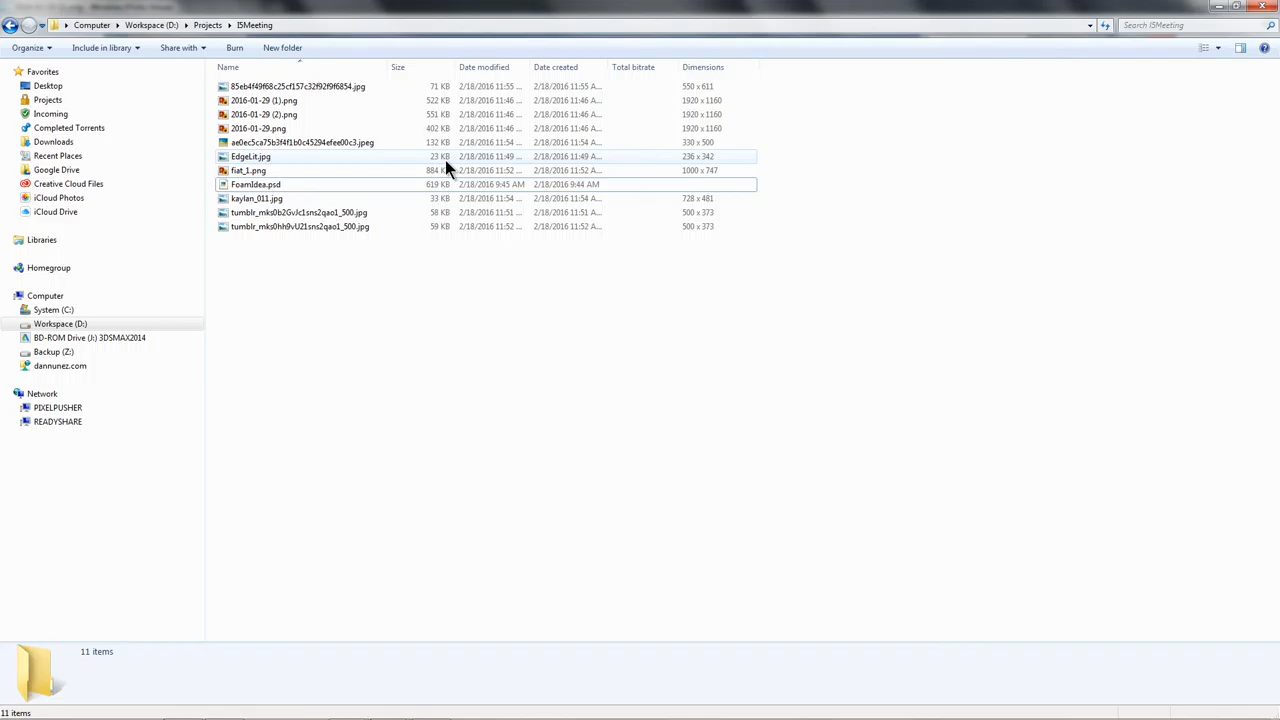 Computer Workspace (D:) Projects I5Meeting Search I5Meeting
Organize Include in library Share with Burn New folder
Name Size Date modified Date created Total bitrate Dimensions
Favorites
Desktop
Projects
Incoming
Completed Torrents
Downloads
Recent Places
Google Drive
Creative Cloud Files
iCloud Photos
iCloud Drive
Libraries
Homegroup
Computer
System (C:)
Workspace (D:)
BD-ROM Drive (J:) 3DSMAX2014
Backup (Z:)
dannunez.com
Network
PIXELPUSHER
READYSHARE
85eb4f49f68c25cf157c32f92f9f6854.jpg 71 KB 2/18/2016 11:55 ... 2/18/2016 11:55 A... 550 x 611
2016-01-29 (1).png 522 KB 2/18/2016 11:46 ... 2/18/2016 11:46 A... 1920 x 1160
2016-01-29 (2).png 551 KB 2/18/2016 11:46 ... 2/18/2016 11:46 A... 1920 x 1160
2016-01-29.png 402 KB 2/18/2016 11:46 ... 2/18/2016 11:46 A... 1920 x 1160
ae0ec5ca75b3f4f1b0c45294efee00c3.jpeg 132 KB 2/18/2016 11:54 ... 2/18/2016 11:54 A... 330 x 500
EdgeLit.jpg 23 KB 2/18/2016 11:49 ... 2/18/2016 11:49 A... 236 x 342
fiat_1.png 884 KB 2/18/2016 11:52 ... 2/18/2016 11:52 A... 1000 x 747
FoamIdea.psd 619 KB 2/18/2016 9:45 AM 2/18/2016 9:44 AM
kaylan_011.jpg 33 KB 2/18/2016 11:54 ... 2/18/2016 11:54 A... 728 x 481
tumblr_mks0b2GvJc1sns2qao1_500.jpg 58 KB 2/18/2016 11:51 ... 2/18/2016 11:51 A... 500 x 373
tumblr_mks0hh9vU21sns2qao1_500.jpg 59 KB 2/18/2016 11:52 ... 2/18/2016 11:52 A... 500 x 373
11 items
11 items